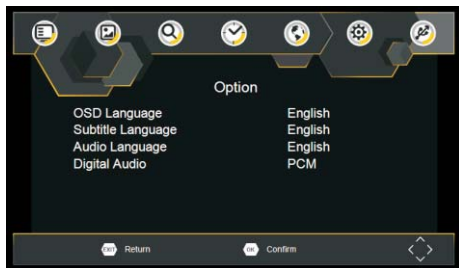 Option
OSD Language English
Subtitle Language English
Audio Language English
Digital Audio PCM
EXIT Return OK Confirm